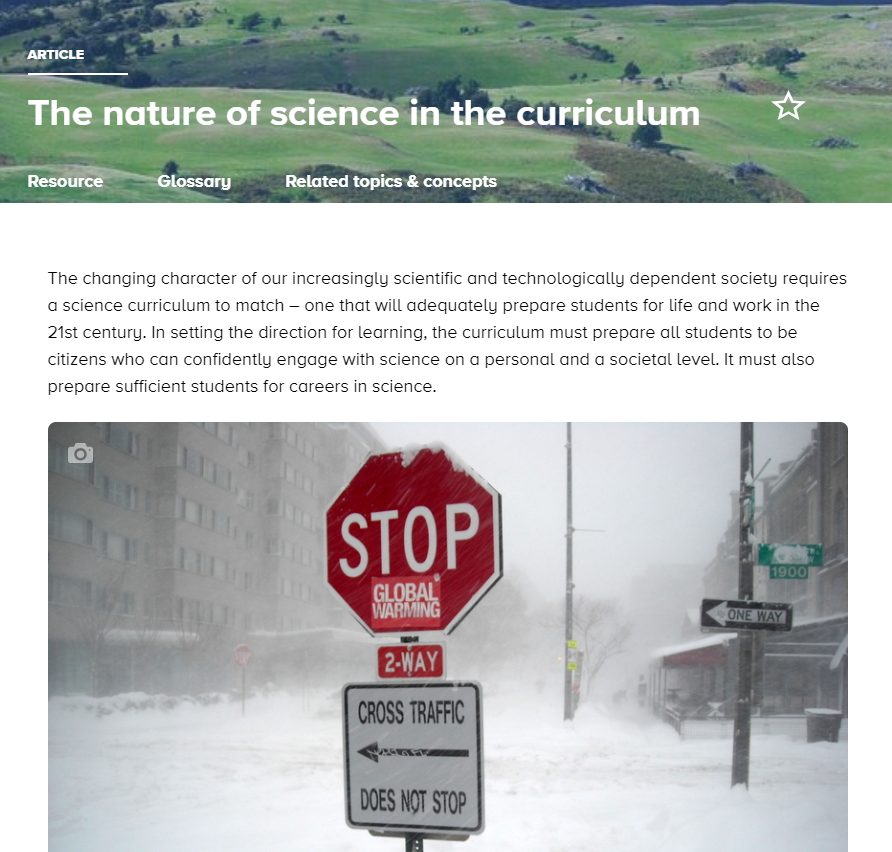 ARTICLE
The nature of science in the curriculum
Resource Glossary Related topics & concepts
The changing character of our increasingly scientific and technologically dependent society requires
a science curriculum to match – one that will adequately prepare students for life and work in the
21st century. In setting the direction for learning, the curriculum must prepare all students to be
citizens who can confidently engage with science on a personal and a societal level. It must also
prepare sufficient students for careers in science.
STOP
GLOBAL
WARMING
2-WAY
CROSS TRAFFIC
DOES NOT STOP
1900
ONE WAY